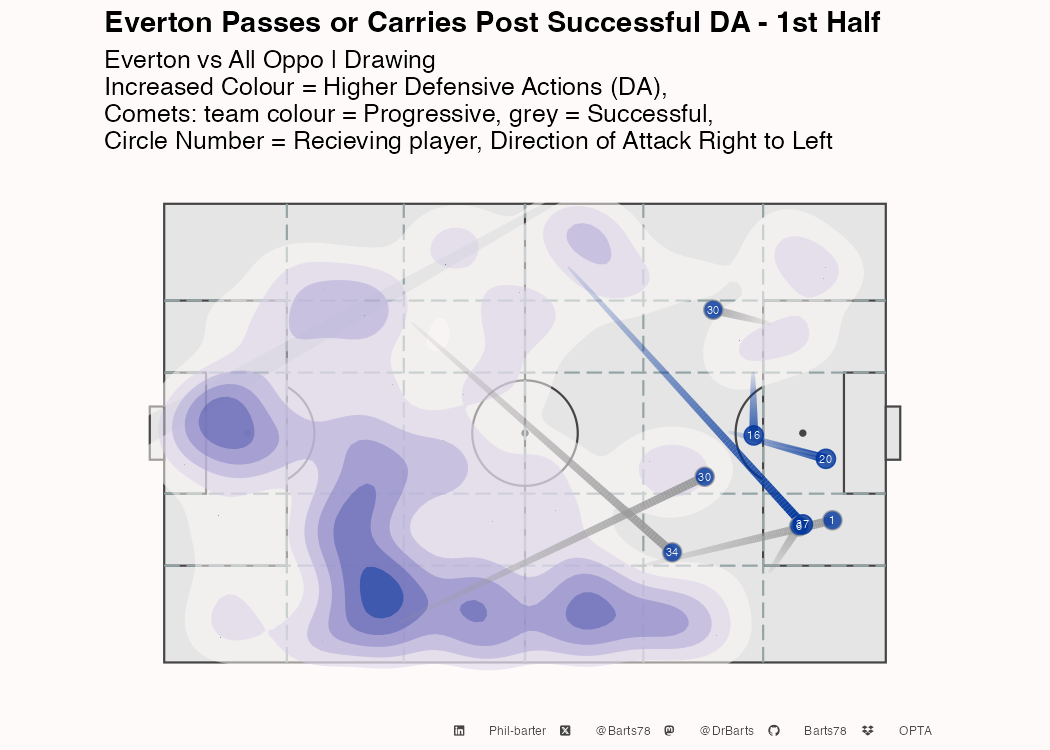 Everton Passes or Carries Post Successful DA - 1st Half
Everton vs All Oppo | Drawing
Increased Colour = Higher Defensive Actions (DA),
Comets: team colour = Progressive, grey = Successful,
Circle Number = Recieving player, Direction of Attack Right to Left
30
16
20
30
1
34
Phil-barter @Barts78 @DrBarts Barts78 OPTA